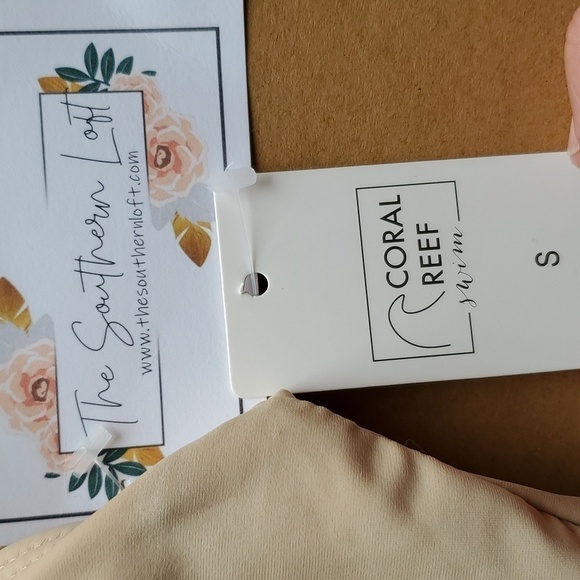 The Southern Loft
www.thesouthernloft.com
CORAL
REEF
swim
S